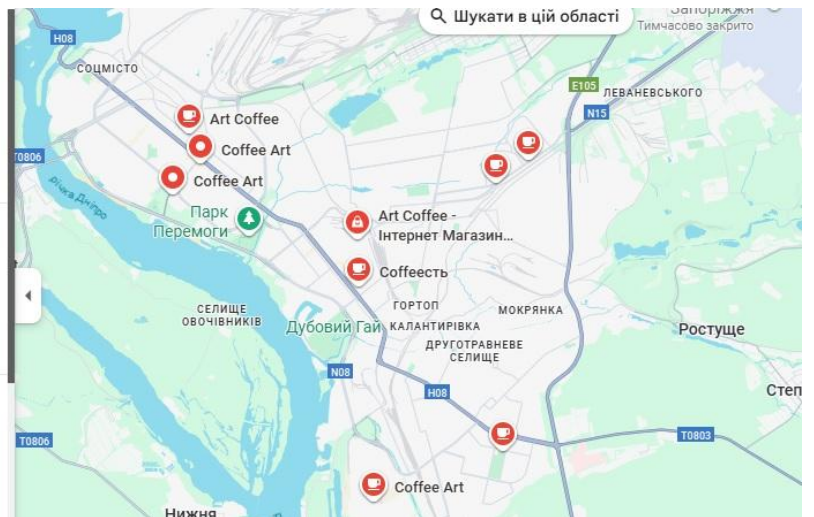 Шукати в цій області
Запоріжжя
Тимчасово закрито
H08
СОЦМІСТО
E105
ЛЕВАНЕВСЬКОГО
N15
Art Coffee
Coffee Art
T0806
Coffee Art
річка Дніпро
Парк
Перемоги
Art Coffee -
Інтернет Магазин...
Coffeeсть
СЕЛИЩЕ
ОВОЧІВНИКІВ
ГОРТОП
МОКРЯНКА
Дубовий Гай
КАЛАНТИРІВКА
Ростуще
ДРУГОТРАВНЕВЕ
СЕЛИЩЕ
N08
H08
Степ
T0806
T0803
Coffee Art
Нижня